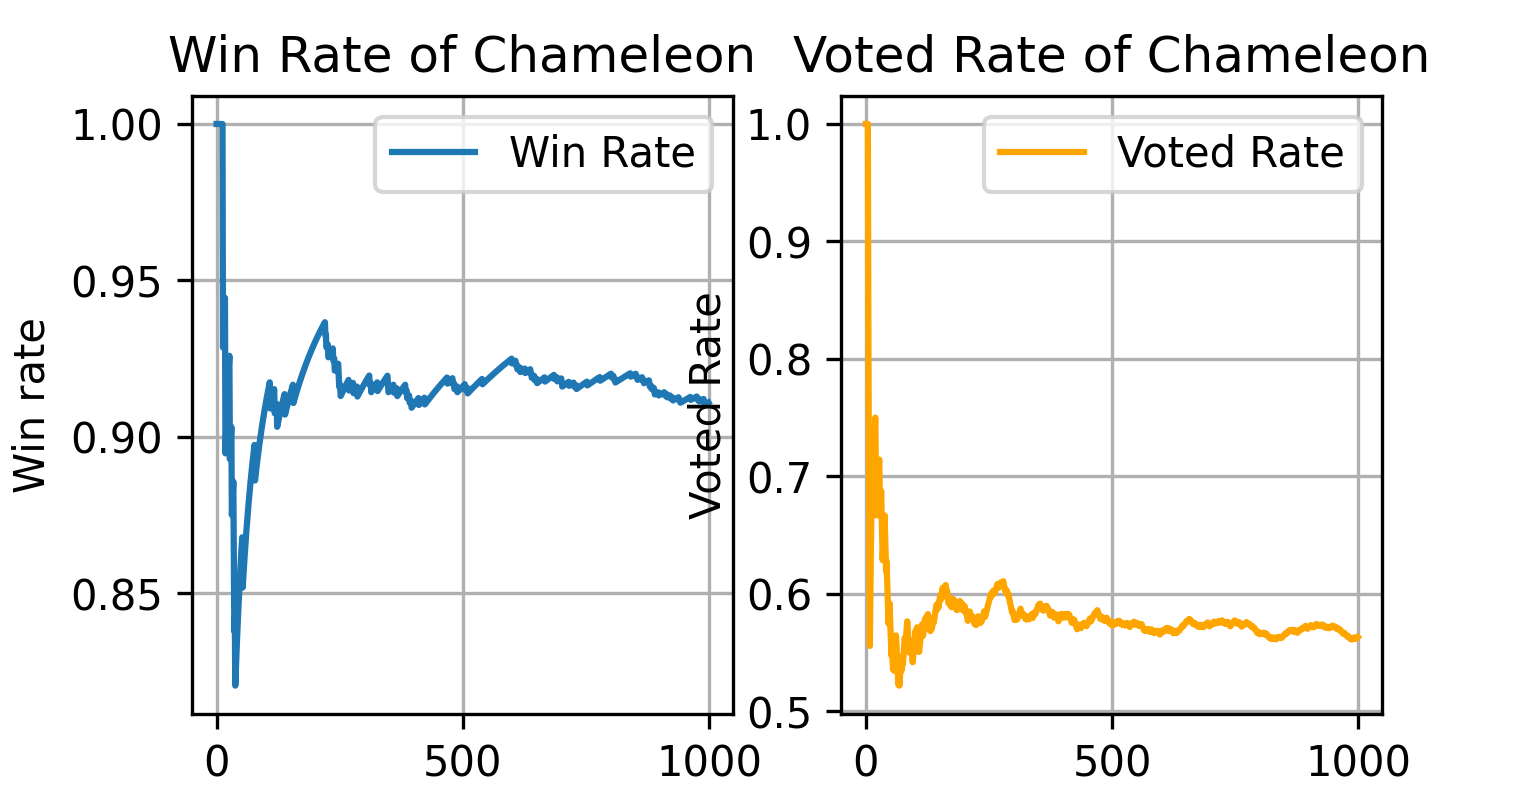 Win Rate of Chameleon
Win rate
1.00
0.95
0.90
0.85
Win Rate
0
500
1000
Voted Rate of Chameleon
Voted Rate
1.0
0.9
0.8
0.7
0.6
0.5
Voted Rate
0
500
1000